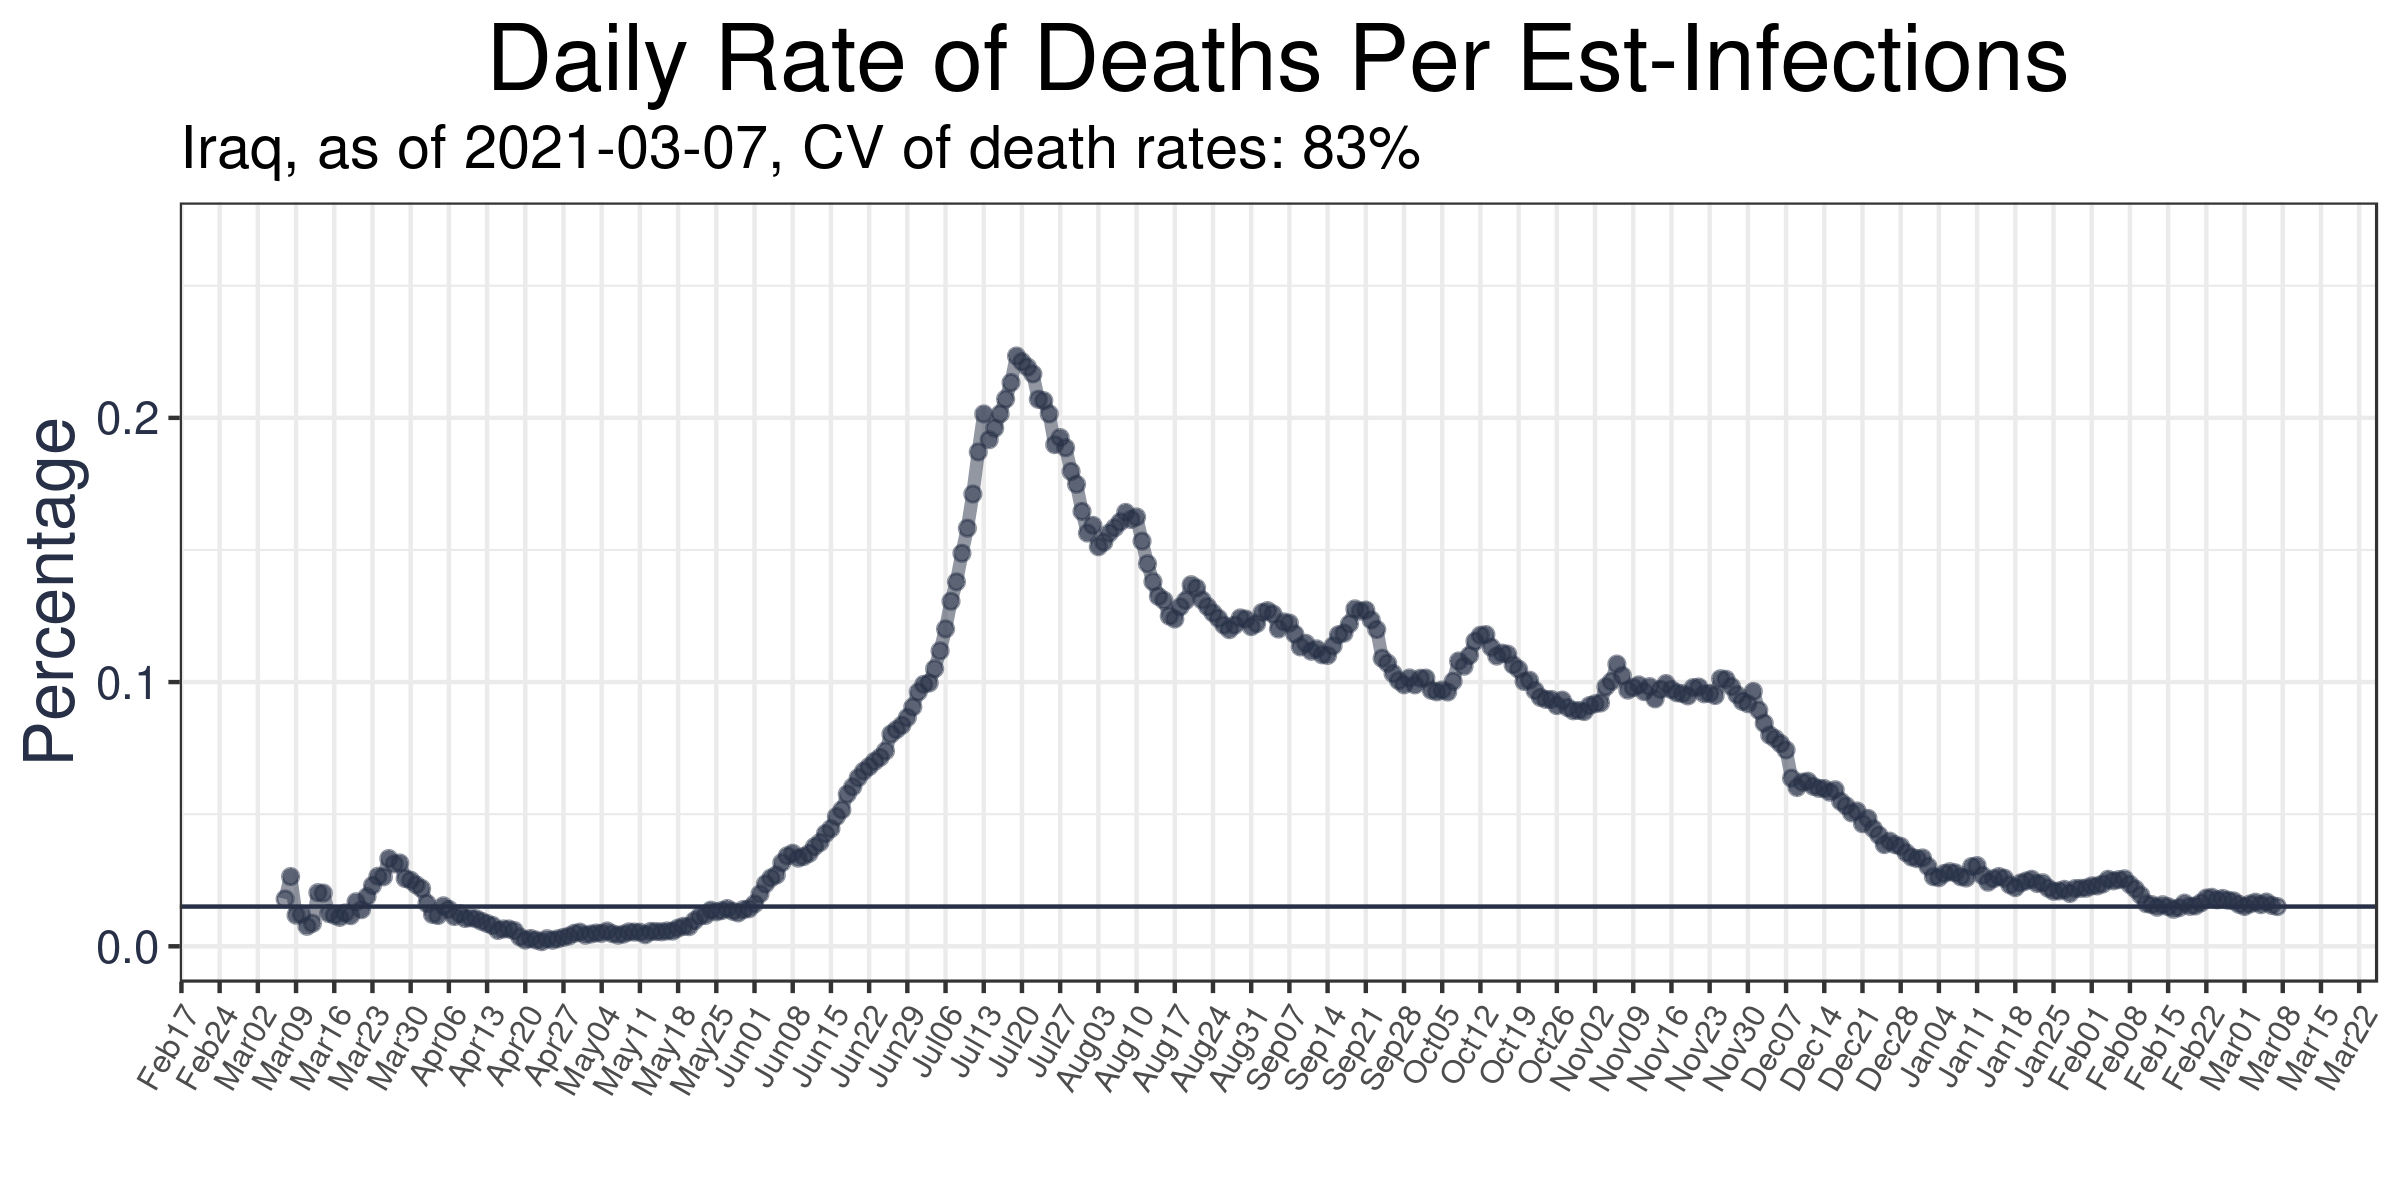 Daily Rate of Deaths Per Est-Infections
Iraq, as of 2021-03-07, CV of death rates: 83%
Percentage
0.2
0.1
0.0
Feb17
Feb24
Mar02
Mar09
Mar16
Mar23
Mar30
Apr06
Apr13
Apr20
Apr27
May04
May11
May18
May25
Jun01
Jun08
Jun15
Jun22
Jun29
Jul06
Jul13
Jul20
Jul27
Aug03
Aug10
Aug17
Aug24
Aug31
Sep07
Sep14
Sep21
Sep28
Oct05
Oct12
Oct19
Oct26
Nov02
Nov09
Nov16
Nov23
Nov30
Dec07
Dec14
Dec21
Dec28
Jan04
Jan11
Jan18
Jan25
Feb01
Feb08
Feb15
Feb22
Mar01
Mar08
Mar15
Mar22